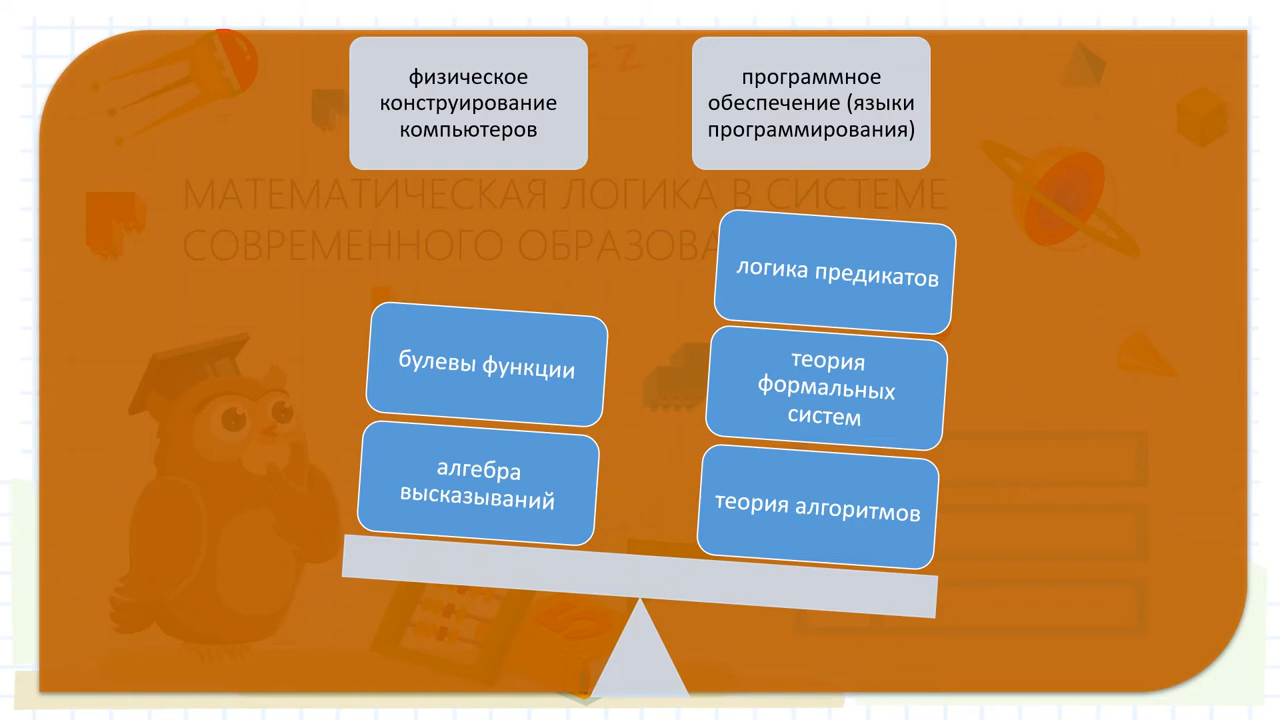 физическое
конструирование
компьютеров
программное
обеспечение (языки
программирования)
МАТЕМАТИЧЕСКАЯ ЛОГИКА В СИСТЕМЕ
СОВРЕМЕННОГО
булевы функции
алгебра
высказываний
логика предикатов
теория
формальных
систем
теория алгоритмов